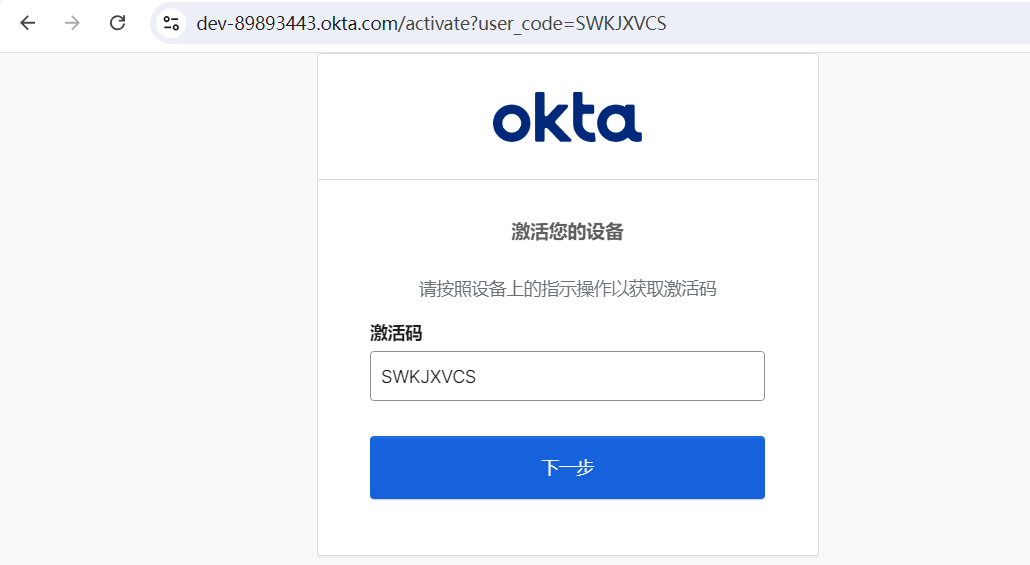 dev-89893443.okta.com/activate?user_code=SWKJXVCS
okta
激活您的设备
请按照设备上的指示操作以获取激活码
激活码
SWKJXVCS
下一步